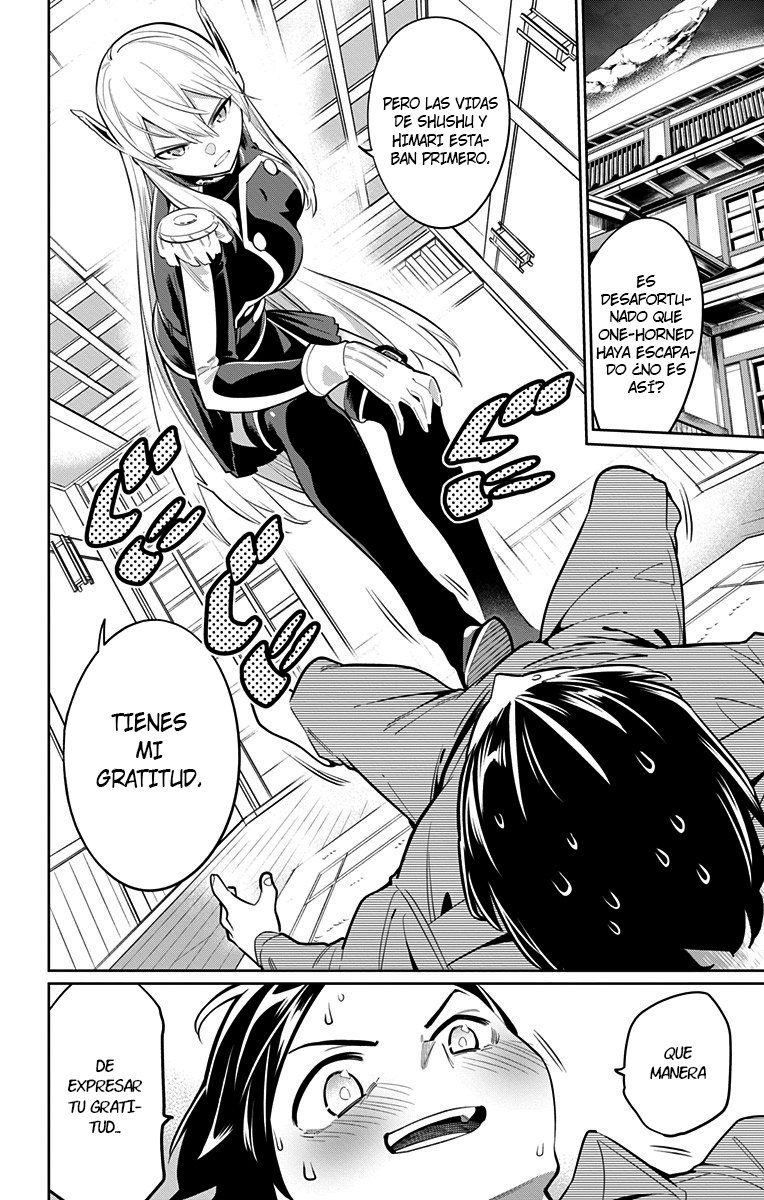 ES
DESAFORTU-
NADO QUE
ONE-HORNED
HAYA ESCAPA-
DO ¿NO ES
ASÍ?
PERO LAS VIDAS
DE SHUSHU Y
HIMARI ESTA-
BAN PRIMERO.
TIENES
MI
GRATITUD.
QUE
MANERA
DE
EXPRESAR
TU GRATI-
TUD...